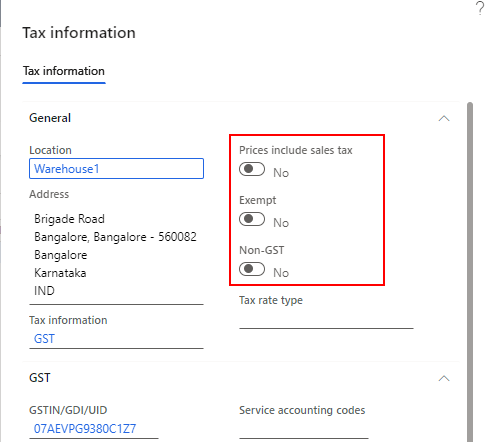 ?
Tax information
Tax information
General
Location
Warehouse1
Address
Brigade Road
Bangalore, Bangalore - 560082
Bangalore
Karnataka
IND
Tax information
GST
Prices include sales tax
No
Exempt
No
Non-GST
No
Tax rate type
GST
GSTIN/GDI/UID
07AEVPG9380C1Z7
Service accounting codes